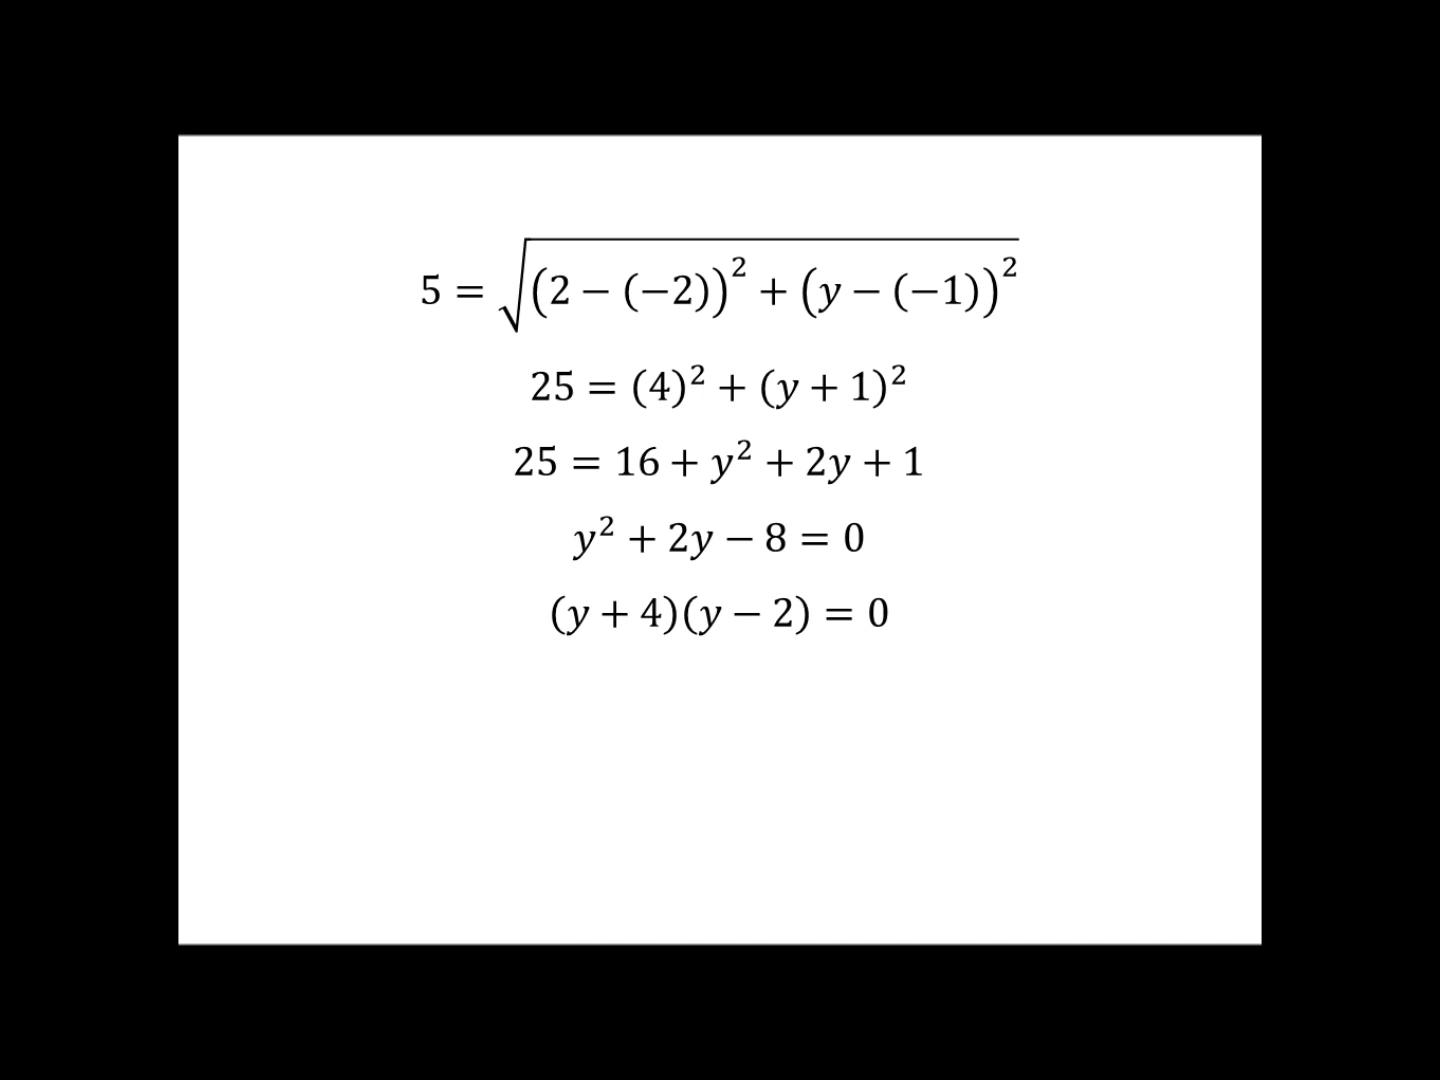 5 = √((2 − (−2))² + (y − (−1))²)
25 = (4)² + (y + 1)²
25 = 16 + y² + 2y + 1
y² + 2y − 8 = 0
(y + 4)(y − 2) = 0